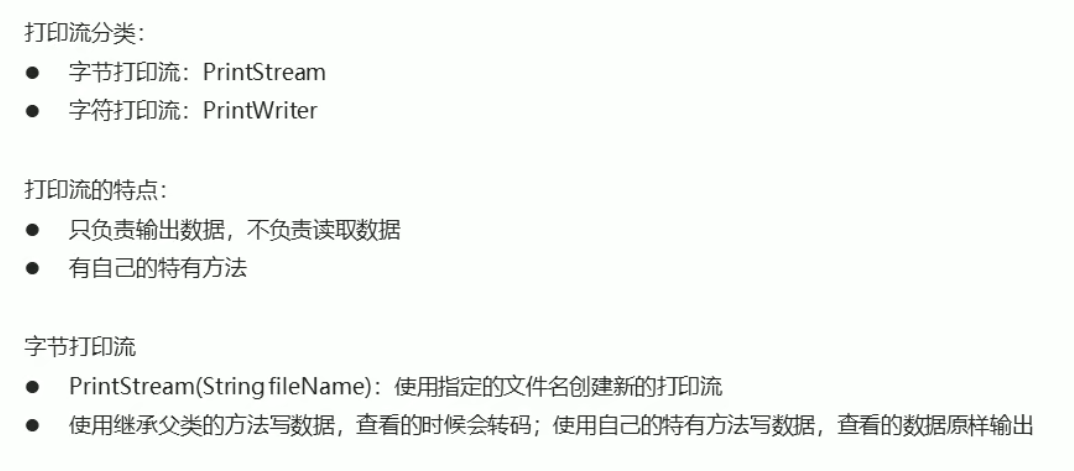 打印流分类：
● 字节打印流：PrintStream
● 字符打印流：PrintWriter
打印流的特点：
● 只负责输出数据，不负责读取数据
● 有自己的特有方法
字节打印流
● PrintStream(String fileName)：使用指定的文件名创建新的打印流
● 使用继承父类的方法写数据，查看的时候会转码；使用自己的特有方法写数据，查看的数据原样输出